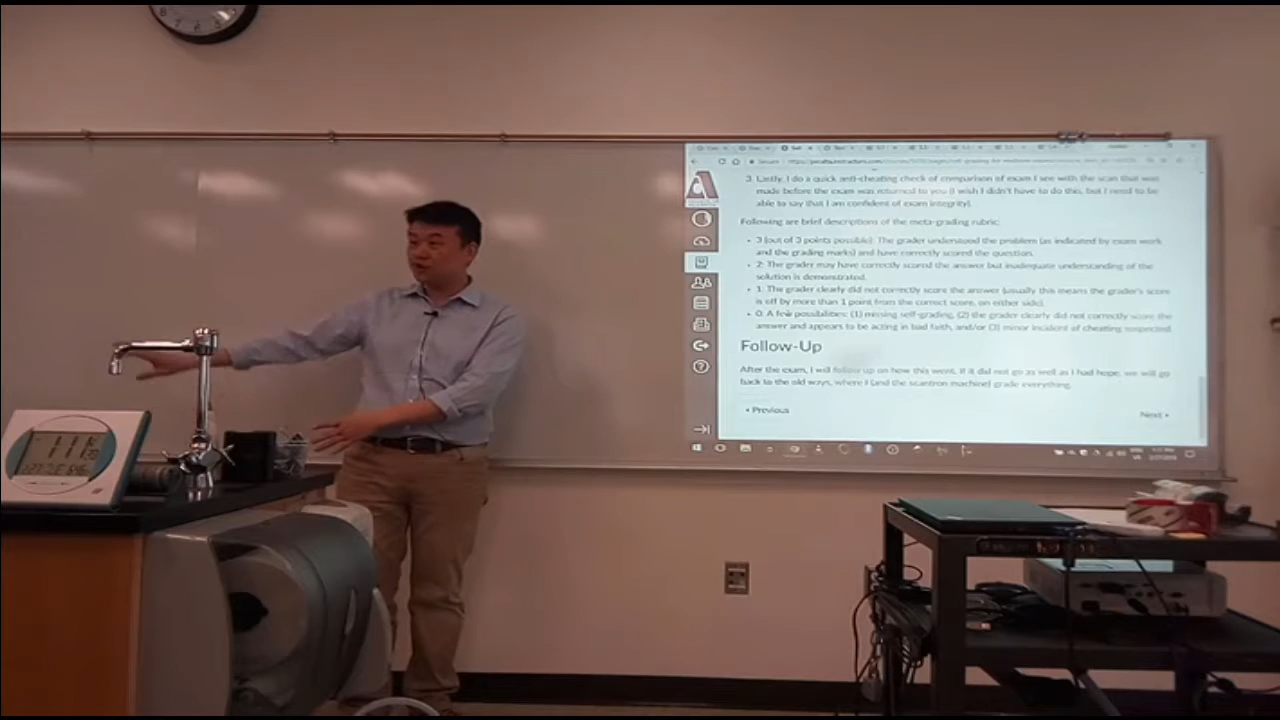 3. Lastly, I do a quick anti-cheating check of comparison of exam I see with the scan that was
made before the exam was returned to you (I wish I didn't have to do this, but I need to be
able to say that I am confident of exam integrity).
Following are brief descriptions of the meta-grading rubric:
• 3 (out of 3 points possible): The grader understood the problem (as indicated by exam work
and the grading marks) and have correctly scored the question.
• 2: The grader may have correctly scored the answer but inadequate understanding of the
solution is demonstrated.
• 1: The grader clearly did not correctly score the answer (usually this means the grader's score
is off by more than 1 point from the correct score, on either side).
• 0: A few possibilities: (1) missing self-grading, (2) the grader clearly did not correctly score the
answer and appears to be acting in bad faith, and/or (3) minor incident of cheating suspected.
Follow-Up
After the exam, I will follow up on how this went. If it did not go as well as I had hope, we will go
back to the old ways, where I (and the scantron machine) grade everything.
Previous
Next
8 7 6 5